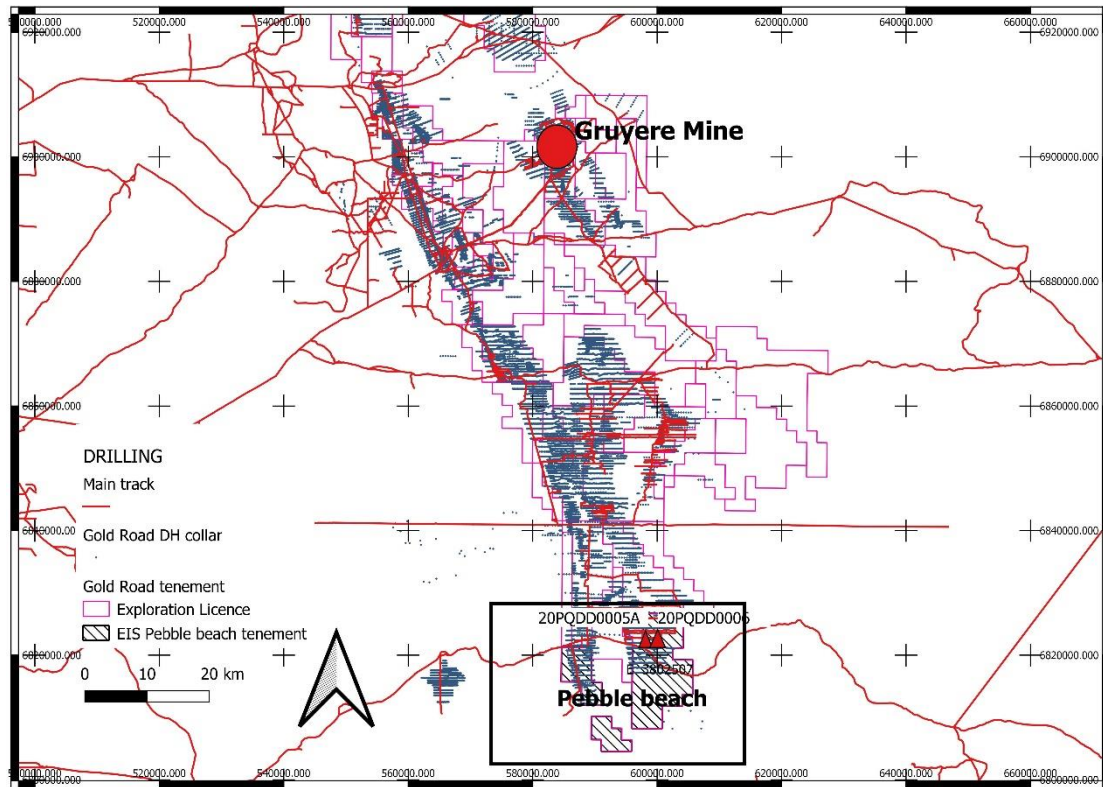 520000.000 540000.000 560000.000 580000.000 600000.000 620000.000 640000.000 660000.000
6920000.000 6920000.000
Gruyere Mine
6900000.000 6900000.000
6880000.000 6880000.000
6860000.000 6860000.000
DRILLING
Main track
6840000.000 6840000.000
Gold Road DH collar
Gold Road tenement
Exploration Licence
EIS Pebble beach tenement
20PQDD0005A 20PQDD0006
6820000.000 6820000.000
E 3802507
0 10 20 km
Pebble beach
6800000.000
520000.000 540000.000 560000.000 580000.000 600000.000 620000.000 640000.000 660000.000